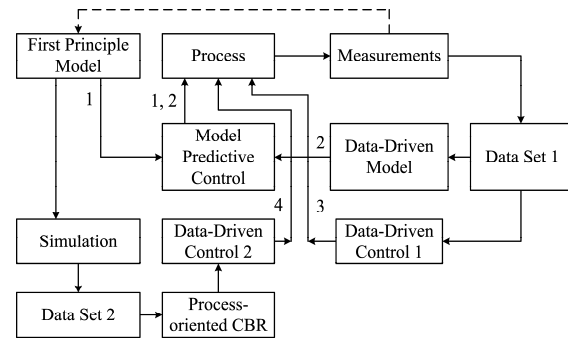 First Principle
Model
Process
Measurements
1
1, 2
Model
Predictive
Control
2
Data-Driven
Model
Data Set 1
4
3
Simulation
Data-Driven
Control 2
Data-Driven
Control 1
Data Set 2
Process-
oriented CBR